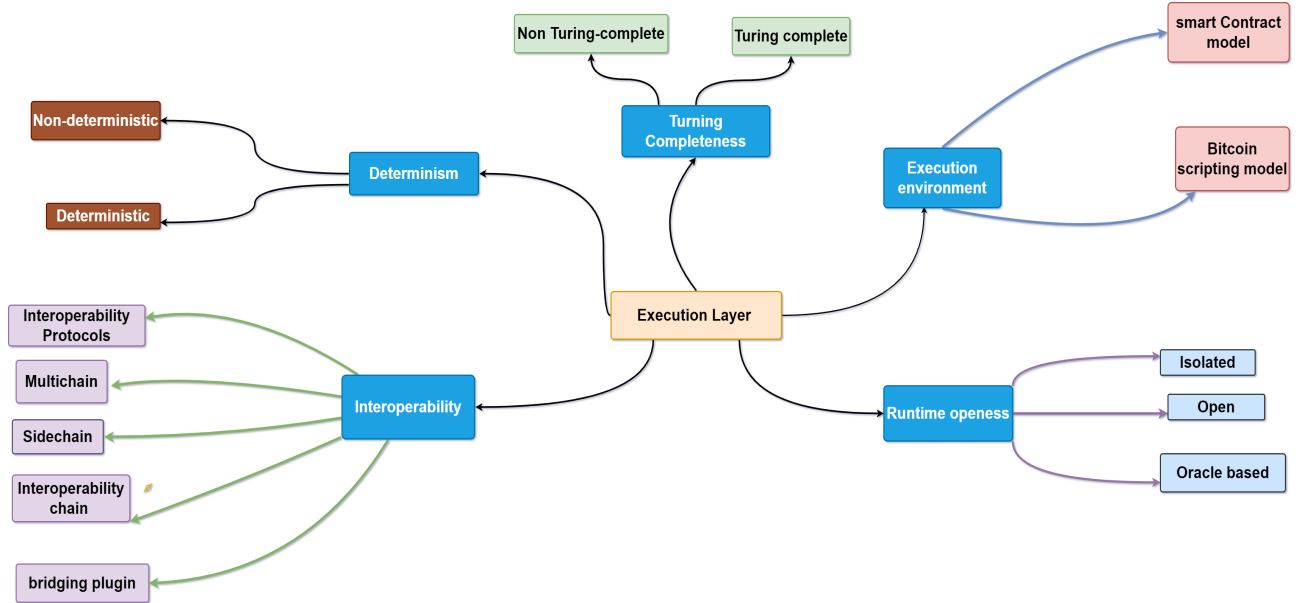 Non Turing-complete
Turing complete
smart Contract
model
Non-deterministic
Turning
Completeness
Determinism
Execution
environment
Bitcoin
scripting model
Deterministic
Execution Layer
Interoperability
Protocols
Multichain
Sidechain
Interoperability
chain
bridging plugin
Interoperability
Runtime openess
Isolated
Open
Oracle based